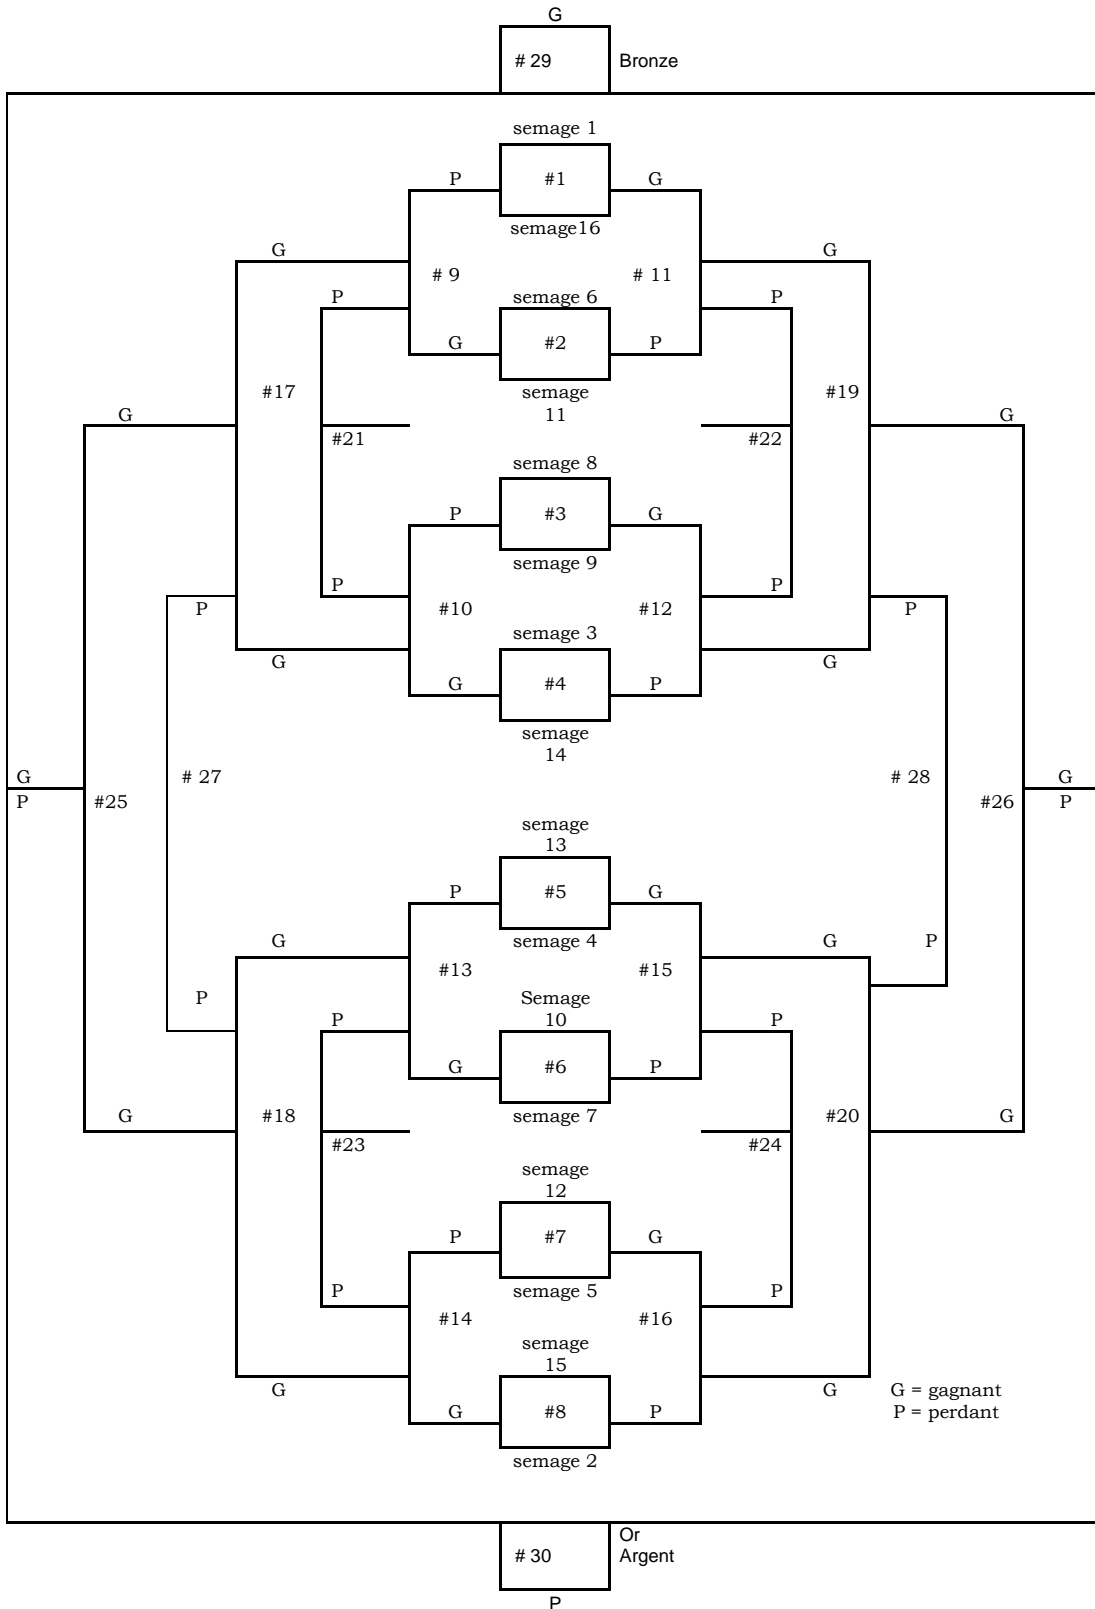 G
# 29 Bronze
semage 1
P #1 G
semage16
G G
# 9 # 11
P semage 6 P
G #2 P
semage
11
#17 #19
G G
#21 #22
semage 8
P #3 G
semage 9
P P
P #10 #12 P
semage 3
G G
G #4 P
semage
14
G # 27 # 28 G
P #25 #26 P
semage
13
P #5 G
semage 4
G G P
#13 #15
P Semage
10
P P
G #6 P
semage 7
G #18 #20 G
#23 #24
semage
12
P #7 G
semage 5
P P
#14 #16
semage
15
G G
G = gagnant
P = perdant
G #8 P
semage 2
Or
# 30 Argent
P